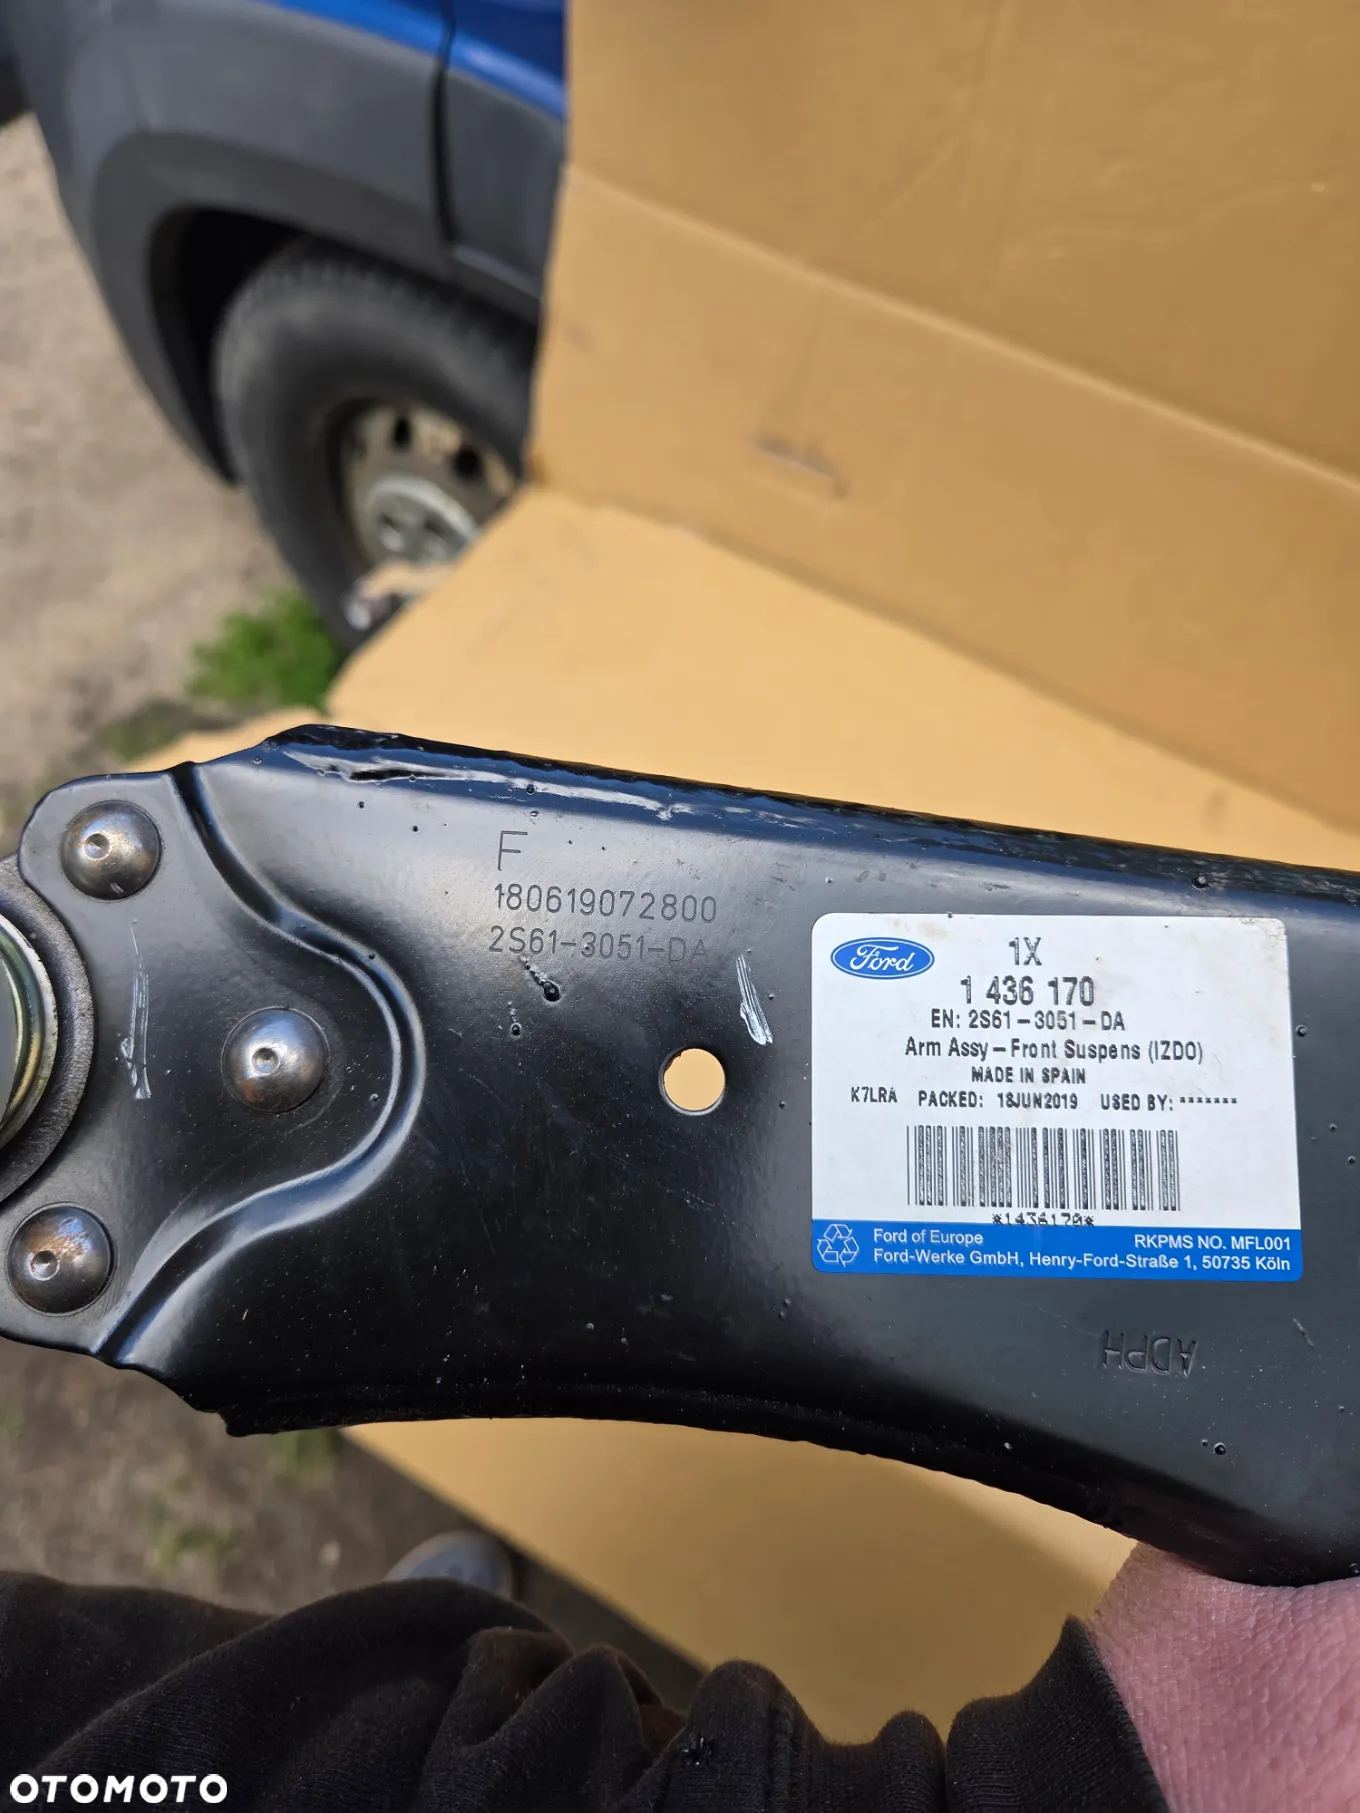 F
180619072800
2S61-3051-DA
Ford
1X
1 436 170
EN: 2S61-3051-DA
Arm Assy-Front Suspens (IZDO)
MADE IN SPAIN
K7LRA PACKED: 18JUN2019 USED BY: *******
*1436170*
Ford of Europe RKPMS NO. MFL001
Ford-Werke GmbH, Henry-Ford-Straße 1, 50735 Köln
ADPH
OTOMOTO